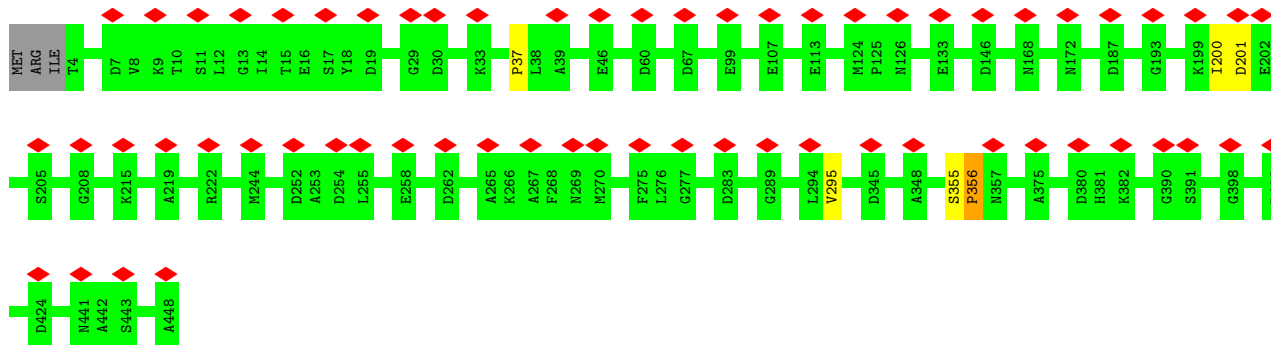 MET ARG ILE T4 D7 V8 K9 T10 S11 L12 G13 I14 T15 E16 S17 Y18 D19 G29 D30 K33 P37 L38 A39 E46 D60 D67 E99 E107 E113 M124 P125 N126 E133 D146 N168 N172 D187 G193 K199 I200 D201 E202
S205 G208 K215 A219 R222 M244 D252 A253 D254 L255 E258 D262 A265 K266 A267 F268 N269 M270 F275 L276 G277 D283 G289 L294 V295 D345 A348 S355 P356 N357 A375 D380 H381 K382 G390 S391 G398
D424 N441 A442 S443 A448